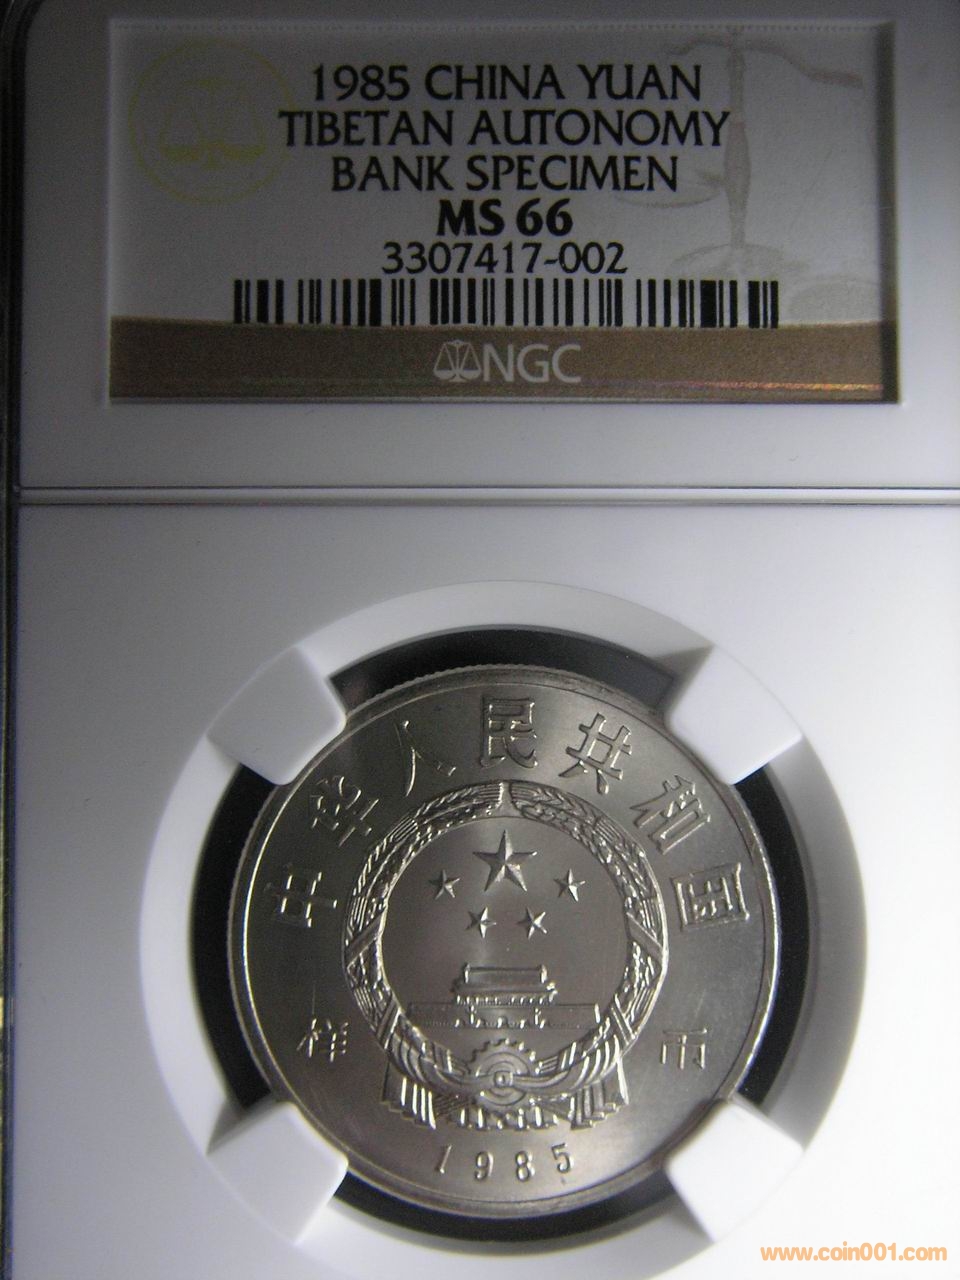 1985 CHINA YUAN
TIBETAN AUTONOMY
BANK SPECIMEN
MS 66
3307417-002
NGC
中华人民共和国
样 币
1985
www.coin001.com